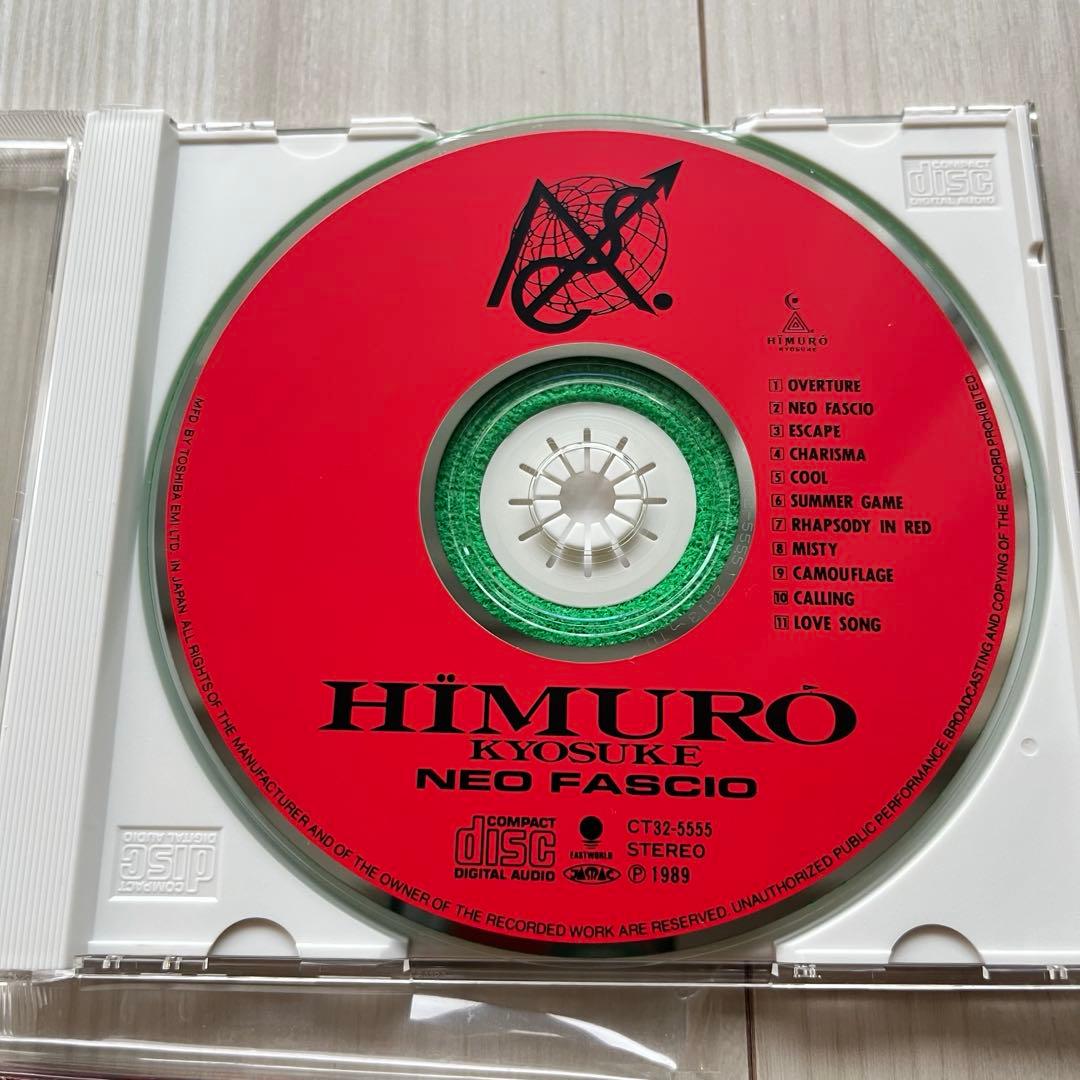 COMPACT
disc
DIGITAL AUDIO
HÏMURÓ
KYOSUKE
1 OVERTURE
2 NEO FASCIO
3 ESCAPE
4 CHARISMA
5 COOL
6 SUMMER GAME
7 RHAPSODY IN RED
8 MISTY
9 CAMOUFLAGE
10 CALLING
11 LOVE SONG
HÏMURÓ
KYOSUKE
NEO FASCIO
COMPACT
disc
DIGITAL AUDIO
EASTWORLD
JASRAC
CT32-5555
STEREO
Ⓟ 1989
MFD BY TOSHIBA EMI LTD. IN JAPAN. ALL RIGHTS OF THE MANUFACTURER AND OF THE OWNER OF THE RECORDED WORK ARE RESERVED. UNAUTHORIZED PUBLIC PERFORMANCE, BROADCASTING AND COPYING OF THE RECORD PROHIBITED.
COMPACT
disc
DIGITAL AUDIO